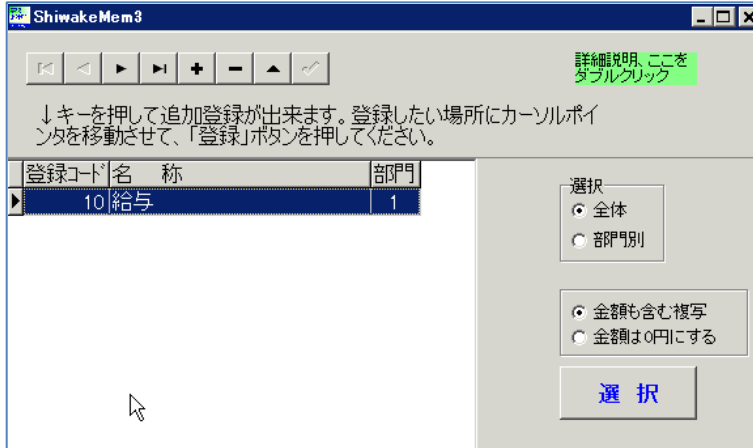 ShiwakeMem3
詳細説明、ここを
ダブルクリック
↓キーを押して追加登録が出来ます。登録したい場所にカーソルポイ
ンタを移動させて、「登録」ボタンを押してください。
登録コード 名　称 部門
10 給与 1
選択
全体
部門別
金額も含む複写
金額は0円にする
選 択